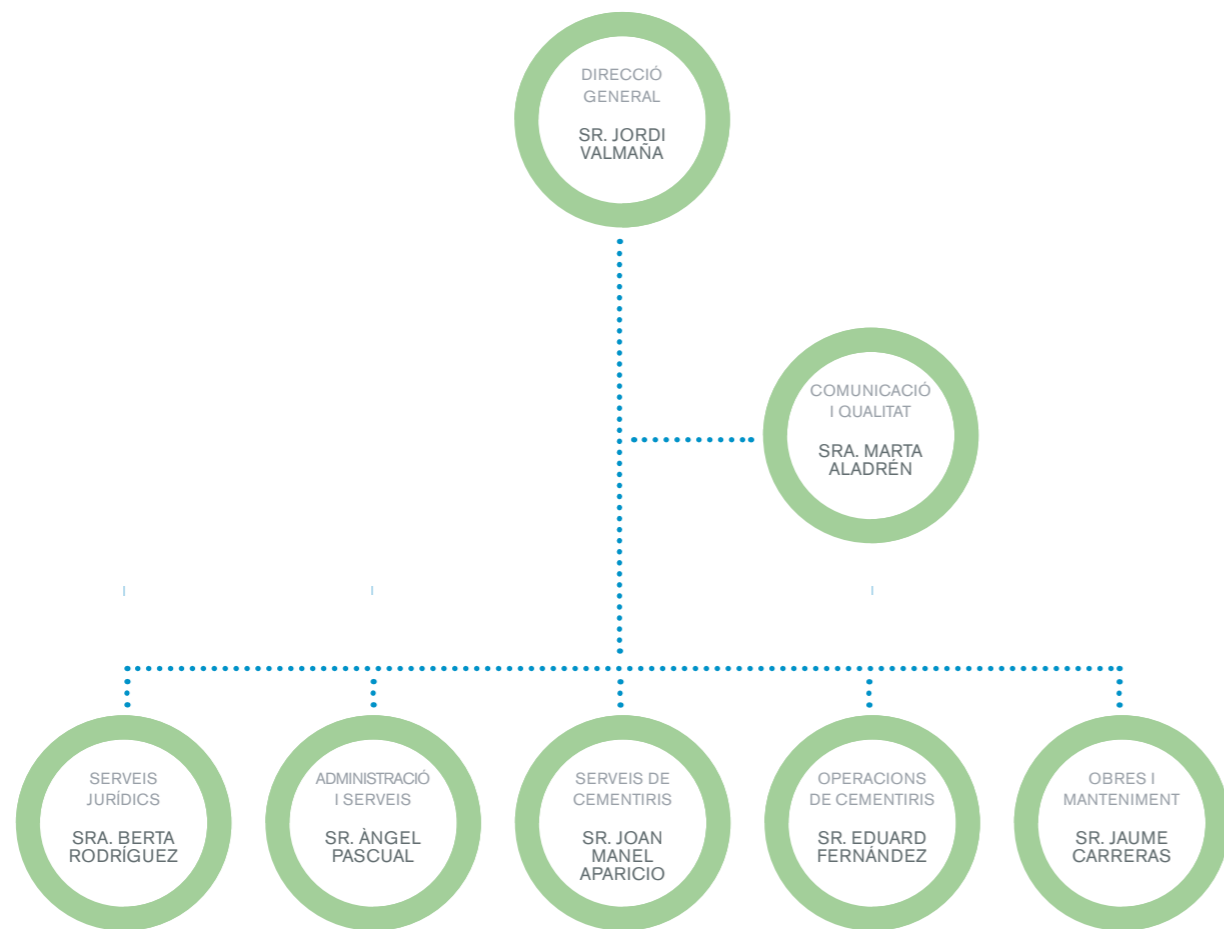 DIRECCIÓ
GENERAL
SR. JORDI
VALMAÑA
COMUNICACIÓ
I QUALITAT
SRA. MARTA
ALADRÉN
SERVEIS
JURÍDICS
SRA. BERTA
RODRÍGUEZ
ADMINISTRACIÓ
I SERVEIS
SR. ÀNGEL
PASCUAL
SERVEIS DE
CEMENTIRIS
SR. JOAN
MANEL
APARICIO
OPERACIONS
DE CEMENTIRIS
SR. EDUARD
FERNÁNDEZ
OBRES I
MANTENIMENT
SR. JAUME
CARRERAS